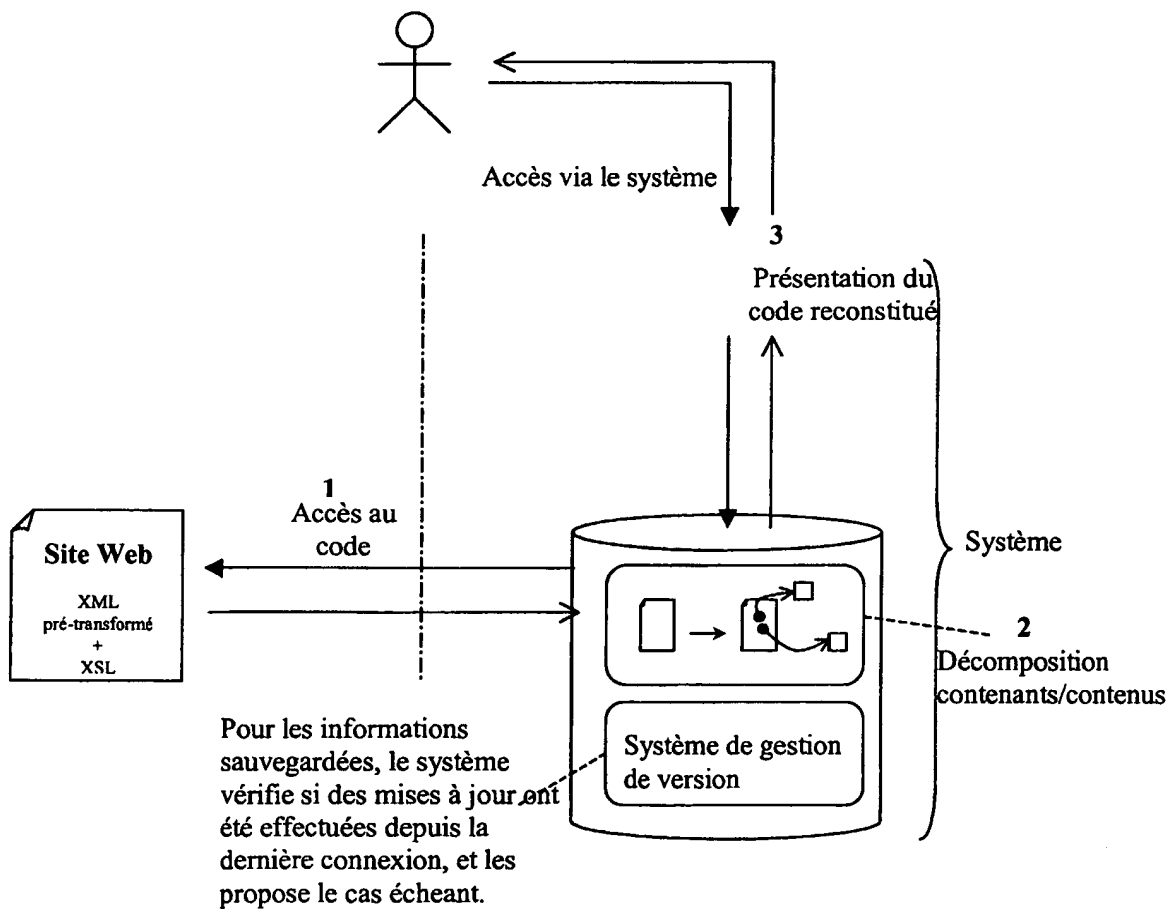 Accès via le système
3
Présentation du
code reconstitué
1
Accès au
code
Site Web
XML
pré-transformé
+
XSL
Système
2
Décomposition
contenants/contenus
Pour les informations
sauvegardées, le système
vérifie si des mises à jour ont
été effectuées depuis la
dernière connexion, et les
propose le cas écheant.
Système de gestion
de version